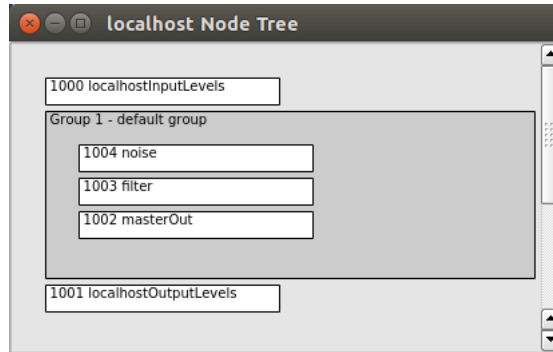 localhost Node Tree
1000 localhostInputLevels
Group 1 - default group
1004 noise
1003 filter
1002 masterOut
1001 localhostOutputLevels